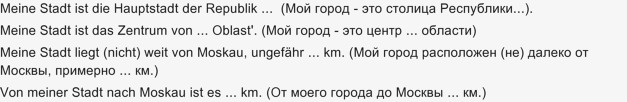 Meine Stadt ist die Hauptstadt der Republik ... (Мой город - это столица Республики...).
Meine Stadt ist das Zentrum von ... Oblast'. (Мой город - это центр ... области)
Meine Stadt liegt (nicht) weit von Moskau, ungefähr ... km. (Мой город расположен (не) далеко от
Москвы, примерно ... км.)
Von meiner Stadt nach Moskau ist es ... km. (От моего города до Москвы ... км.)